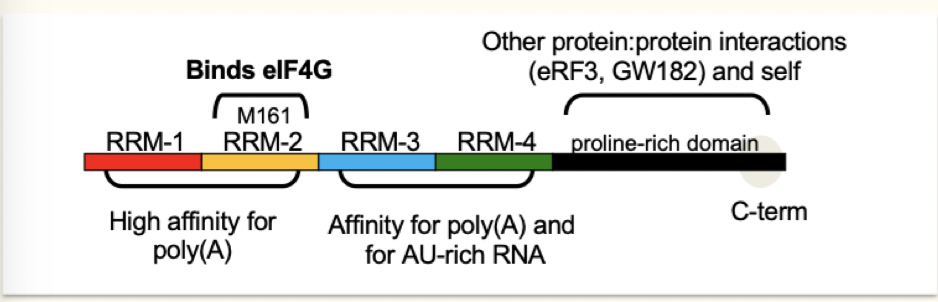 Other protein:protein interactions
(eRF3, GW182) and self
Binds eIF4G
M161
RRM-1 RRM-2 RRM-3 RRM-4 proline-rich domain
C-term
High affinity for
poly(A)
Affinity for poly(A) and
for AU-rich RNA